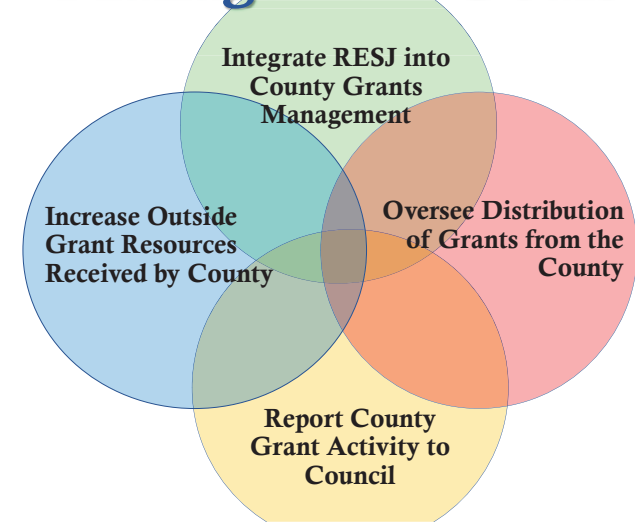 Integrate RESJ into
County Grants
Management
Increase Outside
Grant Resources
Received by County
Oversee Distribution
of Grants from the
County
Report County
Grant Activity to
Council